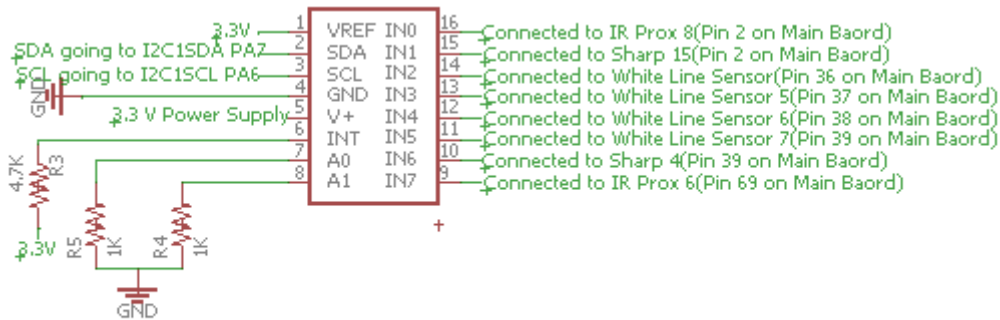 3.3V 1 VREF IN0 16 Connected to IR Prox 8(Pin 2 on Main Baord)
SDA going to I2C1SDA PA7 2 SDA IN1 15 Connected to Sharp 15(Pin 2 on Main Baord)
SCL going to I2C1SCL PA6 3 SCL IN2 14 Connected to White Line Sensor(Pin 36 on Main Baord)
GND 4 GND IN3 13 Connected to White Line Sensor 5(Pin 37 on Main Baord)
3.3 V Power Supply 5 V+ IN4 12 Connected to White Line Sensor 6(Pin 38 on Main Baord)
6 INT IN5 11 Connected to White Line Sensor 7(Pin 39 on Main Baord)
7 A0 IN6 10 Connected to Sharp 4(Pin 39 on Main Baord)
8 A1 IN7 9 Connected to IR Prox 6(Pin 69 on Main Baord)
4.7K R3
3.3V
R5 1K
R4 1K
GND